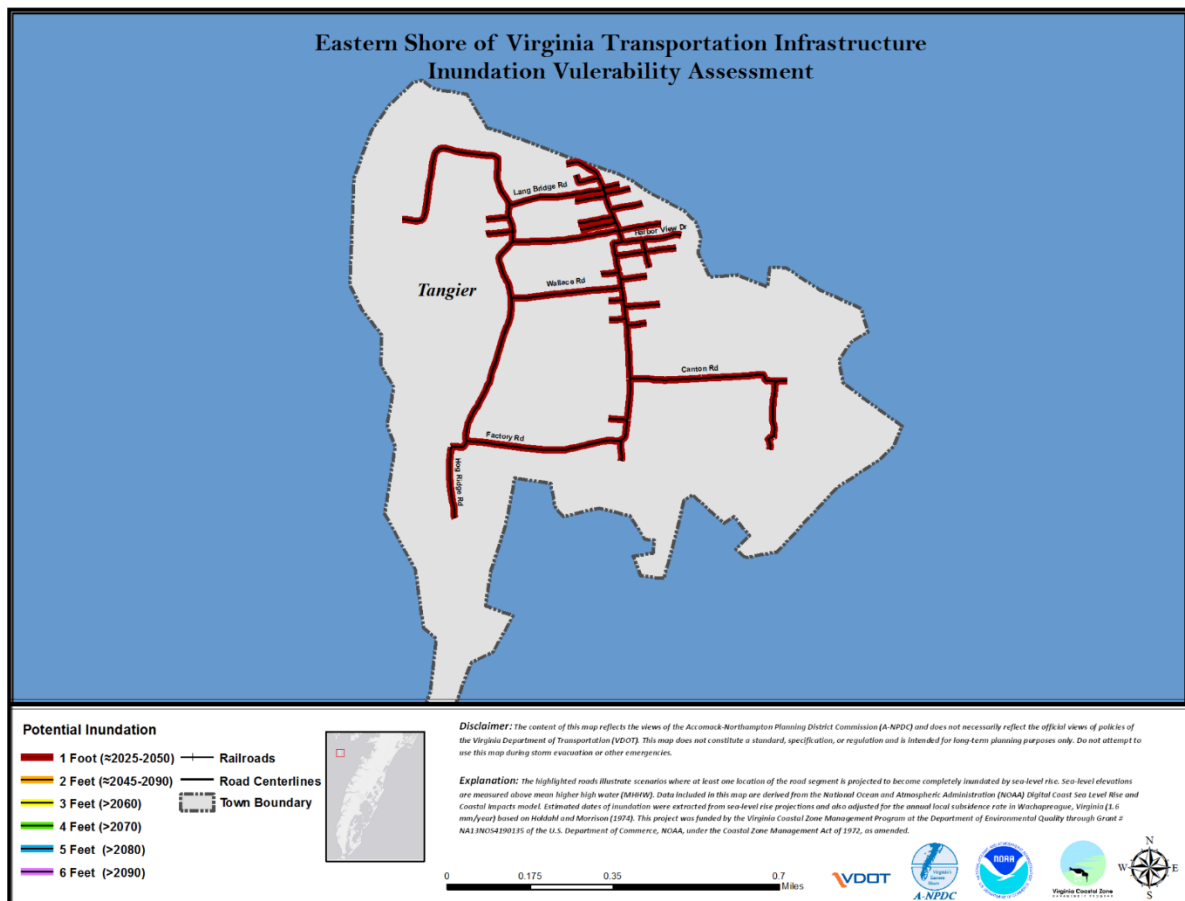 Eastern Shore of Virginia Transportation Infrastructure
Inundation Vulerability Assessment
Lang Bridge Rd
Harbor View Dr
Tangier
Wallace Rd
Canton Rd
Factory Rd
Hog Ridge Rd
Potential Inundation
1 Foot (≈2025-2050)
2 Feet (≈2045-2090)
3 Feet (>2060)
4 Feet (>2070)
5 Feet (>2080)
6 Feet (>2090)
Railroads
Road Centerlines
Town Boundary
Disclaimer: The content of this map reflects the views of the Accomack-Northampton Planning District Commission (A-NPDC) and does not necessarily reflect the official views of policies of
the Virginia Department of Transportation (VDOT). This map does not constitute a standard, specification, or regulation and is intended for long-term planning purposes only. Do not attempt to
use this map during storm evacuation or other emergencies.
Explanation: The highlighted roads illustrate scenarios where at least one location of the road segment is projected to become completely inundated by sea-level rise. Sea-level elevations
are measured above mean higher high water (MHHW). Data included in this map are derived from the National Ocean and Atmospheric Administration (NOAA) Digital Coast Sea Level Rise and
Coastal Impacts model. Estimated dates of inundation were extracted from sea-level rise projections and also adjusted for the annual local subsidence rate in Wachapreague, Virginia (1.6
mm/year) based on Holdahl and Morrison (1974). This project was funded by the Virginia Coastal Zone Management Program at the Department of Environmental Quality through Grant #
NA13NOS4190135 of the U.S. Department of Commerce, NOAA, under the Coastal Zone Management Act of 1972, as amended.
0 0.175 0.35 0.7
Miles
VDOT
Virginia's
Eastern
Shore
A-NPDC
NOAA
Virginia Coastal Zone
N
W E
S